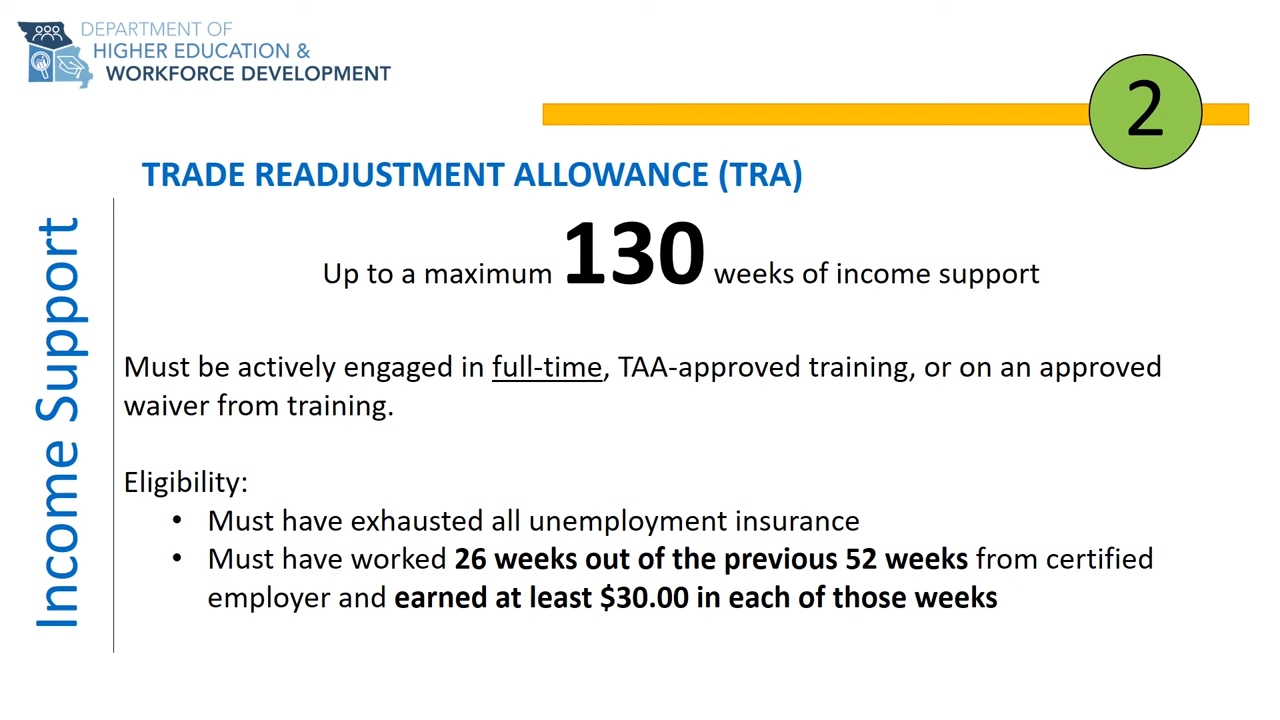 DEPARTMENT OF
HIGHER EDUCATION &
WORKFORCE DEVELOPMENT
2
TRADE READJUSTMENT ALLOWANCE (TRA)
Income Support
Up to a maximum 130 weeks of income support
Must be actively engaged in full-time, TAA-approved training, or on an approved
waiver from training.
Eligibility:
• Must have exhausted all unemployment insurance
• Must have worked 26 weeks out of the previous 52 weeks from certified
employer and earned at least $30.00 in each of those weeks